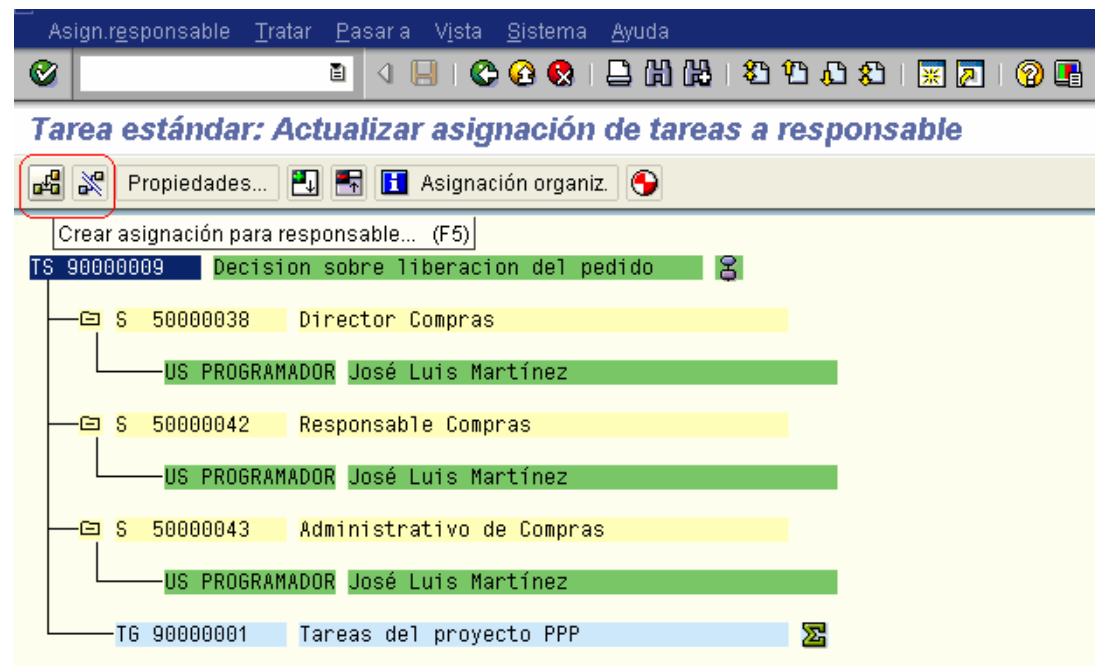 Asign.responsable Tratar Pasar a Vista Sistema Ayuda
Tarea estándar: Actualizar asignación de tareas a responsable
Propiedades... Asignación organiz.
Crear asignación para responsable... (F5)
TS 90000009 Decision sobre liberacion del pedido
S 50000038 Director Compras
US PROGRAMADOR José Luis Martínez
S 50000042 Responsable Compras
US PROGRAMADOR José Luis Martínez
S 50000043 Administrativo de Compras
US PROGRAMADOR José Luis Martínez
TG 90000001 Tareas del proyecto PPP